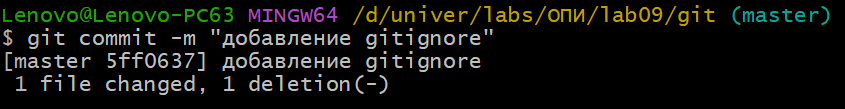 Lenovo@Lenovo-PC63 MINGW64 /d/univer/labs/ОПИ/lab09/git (master)
$ git commit -m "добавление gitignore"
[master 5ff0637] добавление gitignore
 1 file changed, 1 deletion(-)